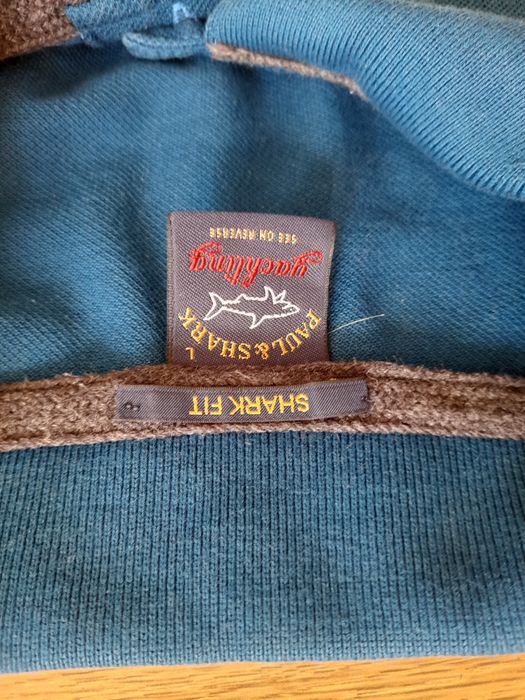 SHARK FIT
L
PAUL & SHARK
yachting
SEE ON REVERSE